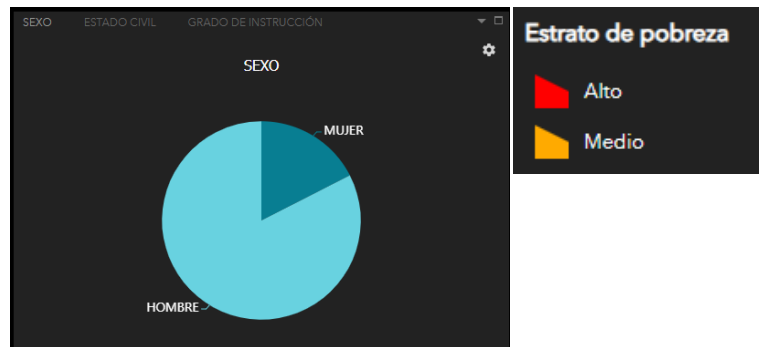 SEXO ESTADO CIVIL GRADO DE INSTRUCCIÓN
SEXO
MUJER
HOMBRE
Estrato de pobreza
Alto
Medio